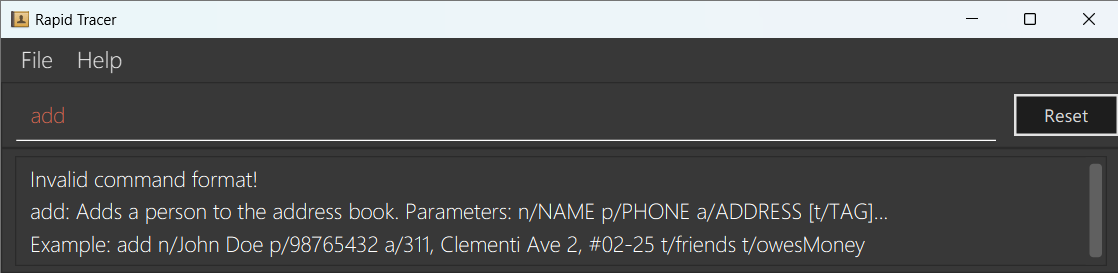 Rapid Tracer
File Help
add
Reset
Invalid command format!
add: Adds a person to the address book. Parameters: n/NAME p/PHONE a/ADDRESS [t/TAG]...
Example: add n/John Doe p/98765432 a/311, Clementi Ave 2, #02-25 t/friends t/owesMoney